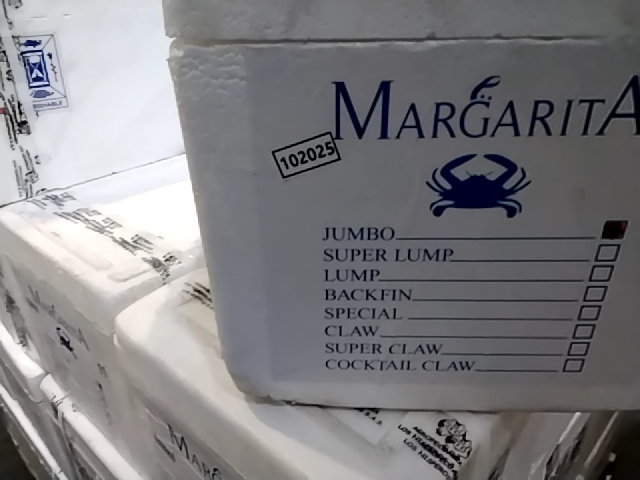 MARGARITA
102025
JUMBO
SUPER LUMP
LUMP
BACKFIN
SPECIAL
CLAW
SUPER CLAW
COCKTAIL CLAW